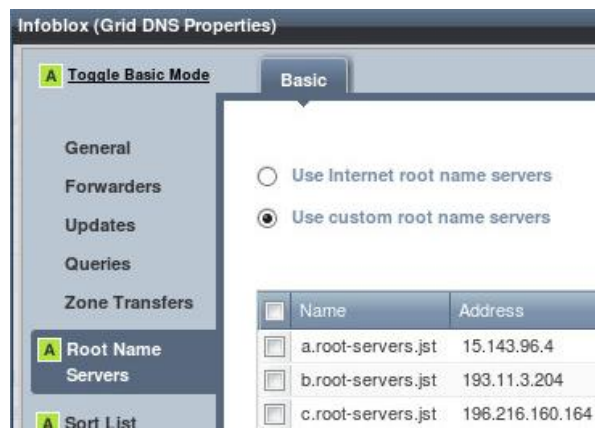 Infoblox (Grid DNS Properties)
A Toggle Basic Mode
Basic
General
Forwarders
Updates
Queries
Zone Transfers
A Root Name
Servers
A Sort List
Use Internet root name servers
Use custom root name servers
Name Address
a.root-servers.jst 15.143.96.4
b.root-servers.jst 193.11.3.204
c.root-servers.jst 196.216.160.164